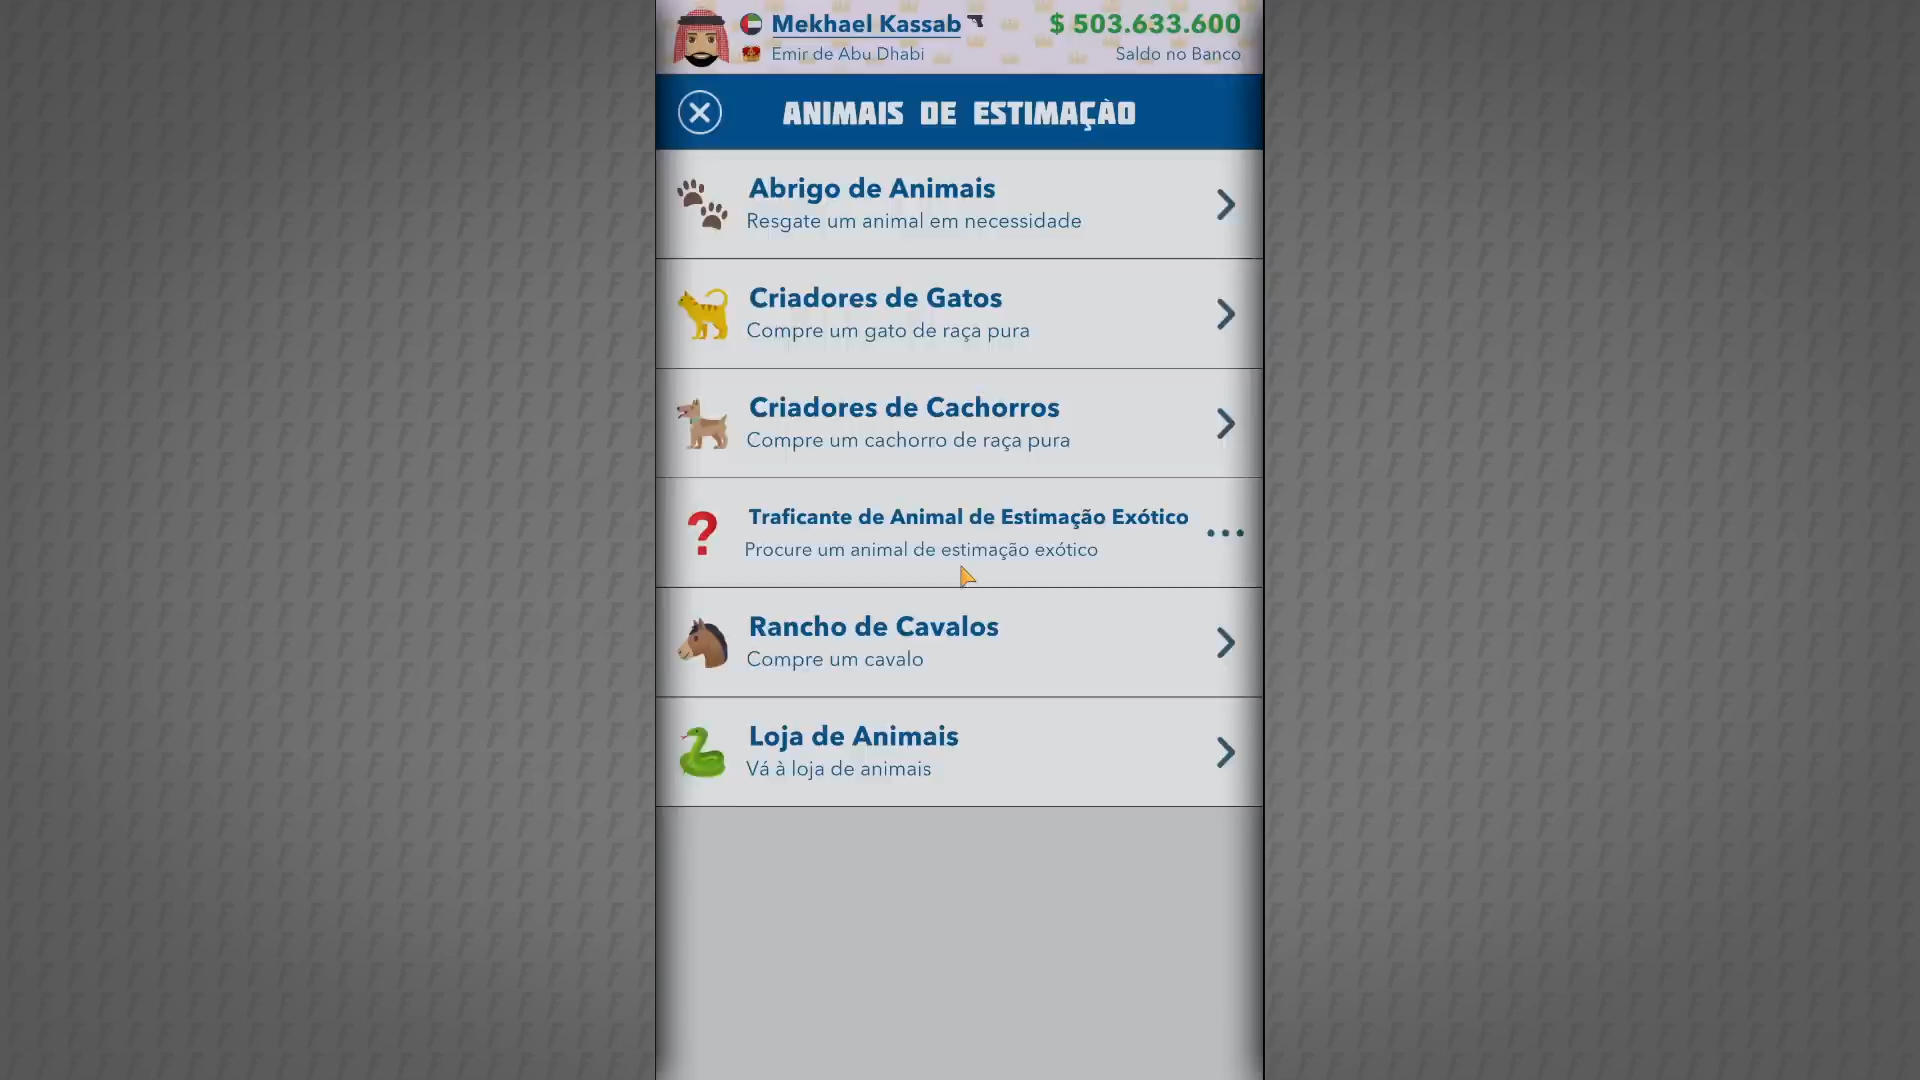 Mekhael Kassab
$ 503.633.600
Emir de Abu Dhabi
Saldo no Banco
ANIMAIS DE ESTIMAÇÀO
Abrigo de Animais
Resgate um animal em necessidade
Criadores de Gatos
Compre um gato de raça pura
Criadores de Cachorros
Compre um cachorro de raça pura
Traficante de Animal de Estimação Exótico
Procure um animal de estimação exótico
Rancho de Cavalos
Compre um cavalo
Loja de Animais
Vá à loja de animais